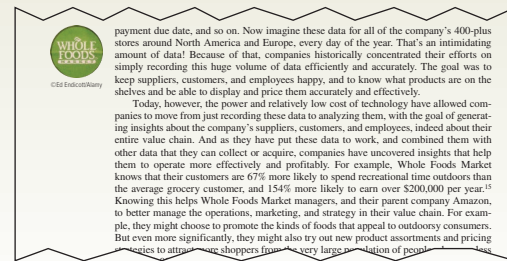 WHOLE
FOODS
MARKET
©Ed Endicott/Alamy
payment due date, and so on. Now imagine these data for all of the company's 400-plus
stores around North America and Europe, every day of the year. That's an intimidating
amount of data! Because of that, companies historically concentrated their efforts on
simply recording this huge volume of data efficiently and accurately. The goal was to
keep suppliers, customers, and employees happy, and to know what products are on the
shelves and be able to display and price them accurately and effectively.
Today, however, the power and relatively low cost of technology have allowed com-
panies to move from just recording these data to analyzing them, with the goal of generat-
ing insights about the company's suppliers, customers, and employees, indeed about their
entire value chain. And as they have put these data to work, and combined them with
other data that they can collect or acquire, companies have uncovered insights that help
them to operate more effectively and profitably. For example, Whole Foods Market
knows that their customers are 67% more likely to spend recreational time outdoors than
the average grocery customer, and 154% more likely to earn over $200,000 per year.15
Knowing this helps Whole Foods Market managers, and their parent company Amazon,
to better manage the operations, marketing, and strategy in their value chain. For exam-
ple, they might choose to promote the kinds of foods that appeal to outdoorsy consumers.
But even more significantly, they might also try out new product assortments and pricing
strategies to attract more shoppers from the very large population of people